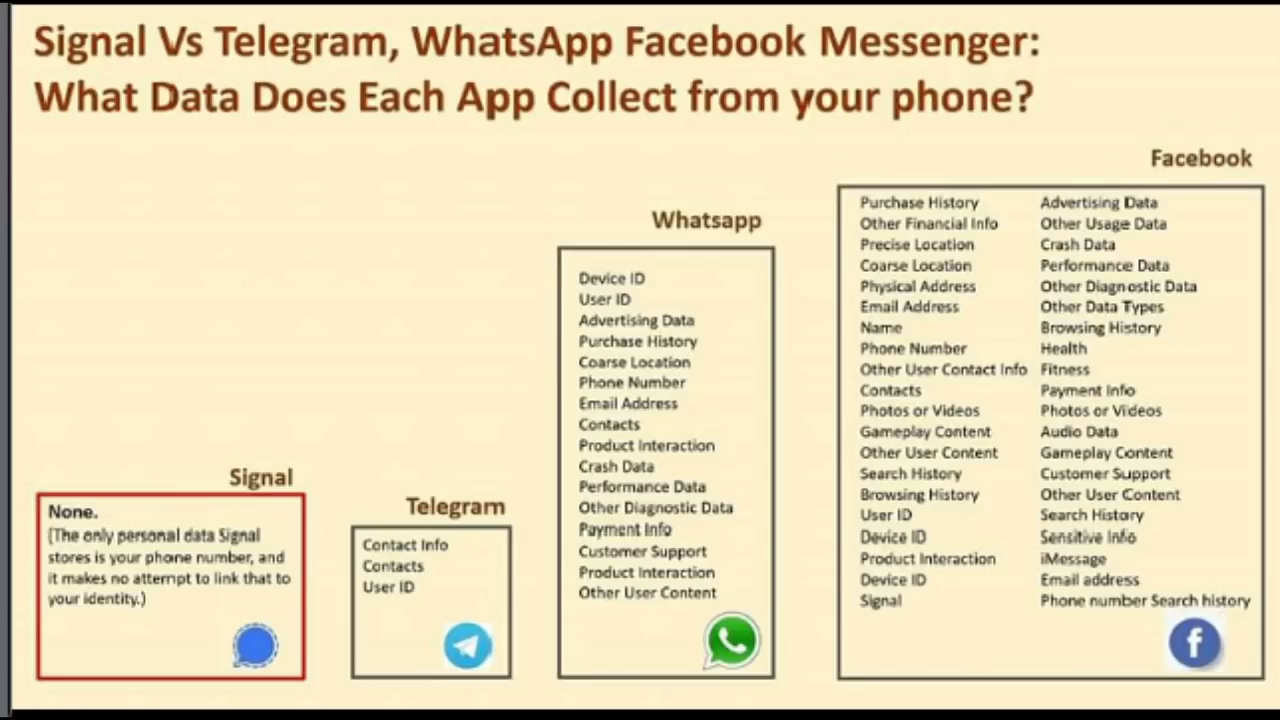 Signal Vs Telegram, WhatsApp Facebook Messenger:
What Data Does Each App Collect from your phone?
Signal
None.
(The only personal data Signal
stores is your phone number, and
it makes no attempt to link that to
your identity.)
Telegram
Contact Info
Contacts
User ID
Whatsapp
Device ID
User ID
Advertising Data
Purchase History
Coarse Location
Phone Number
Email Address
Contacts
Product Interaction
Crash Data
Performance Data
Other Diagnostic Data
Payment Info
Customer Support
Product Interaction
Other User Content
Facebook
Purchase History
Other Financial Info
Precise Location
Coarse Location
Physical Address
Email Address
Name
Phone Number
Other User Contact Info
Contacts
Photos or Videos
Gameplay Content
Other User Content
Search History
Browsing History
User ID
Device ID
Product Interaction
Device ID
Signal
Advertising Data
Other Usage Data
Crash Data
Performance Data
Other Diagnostic Data
Other Data Types
Browsing History
Health
Fitness
Payment Info
Photos or Videos
Audio Data
Gameplay Content
Customer Support
Other User Content
Search History
Sensitive Info
iMessage
Email address
Phone number Search history